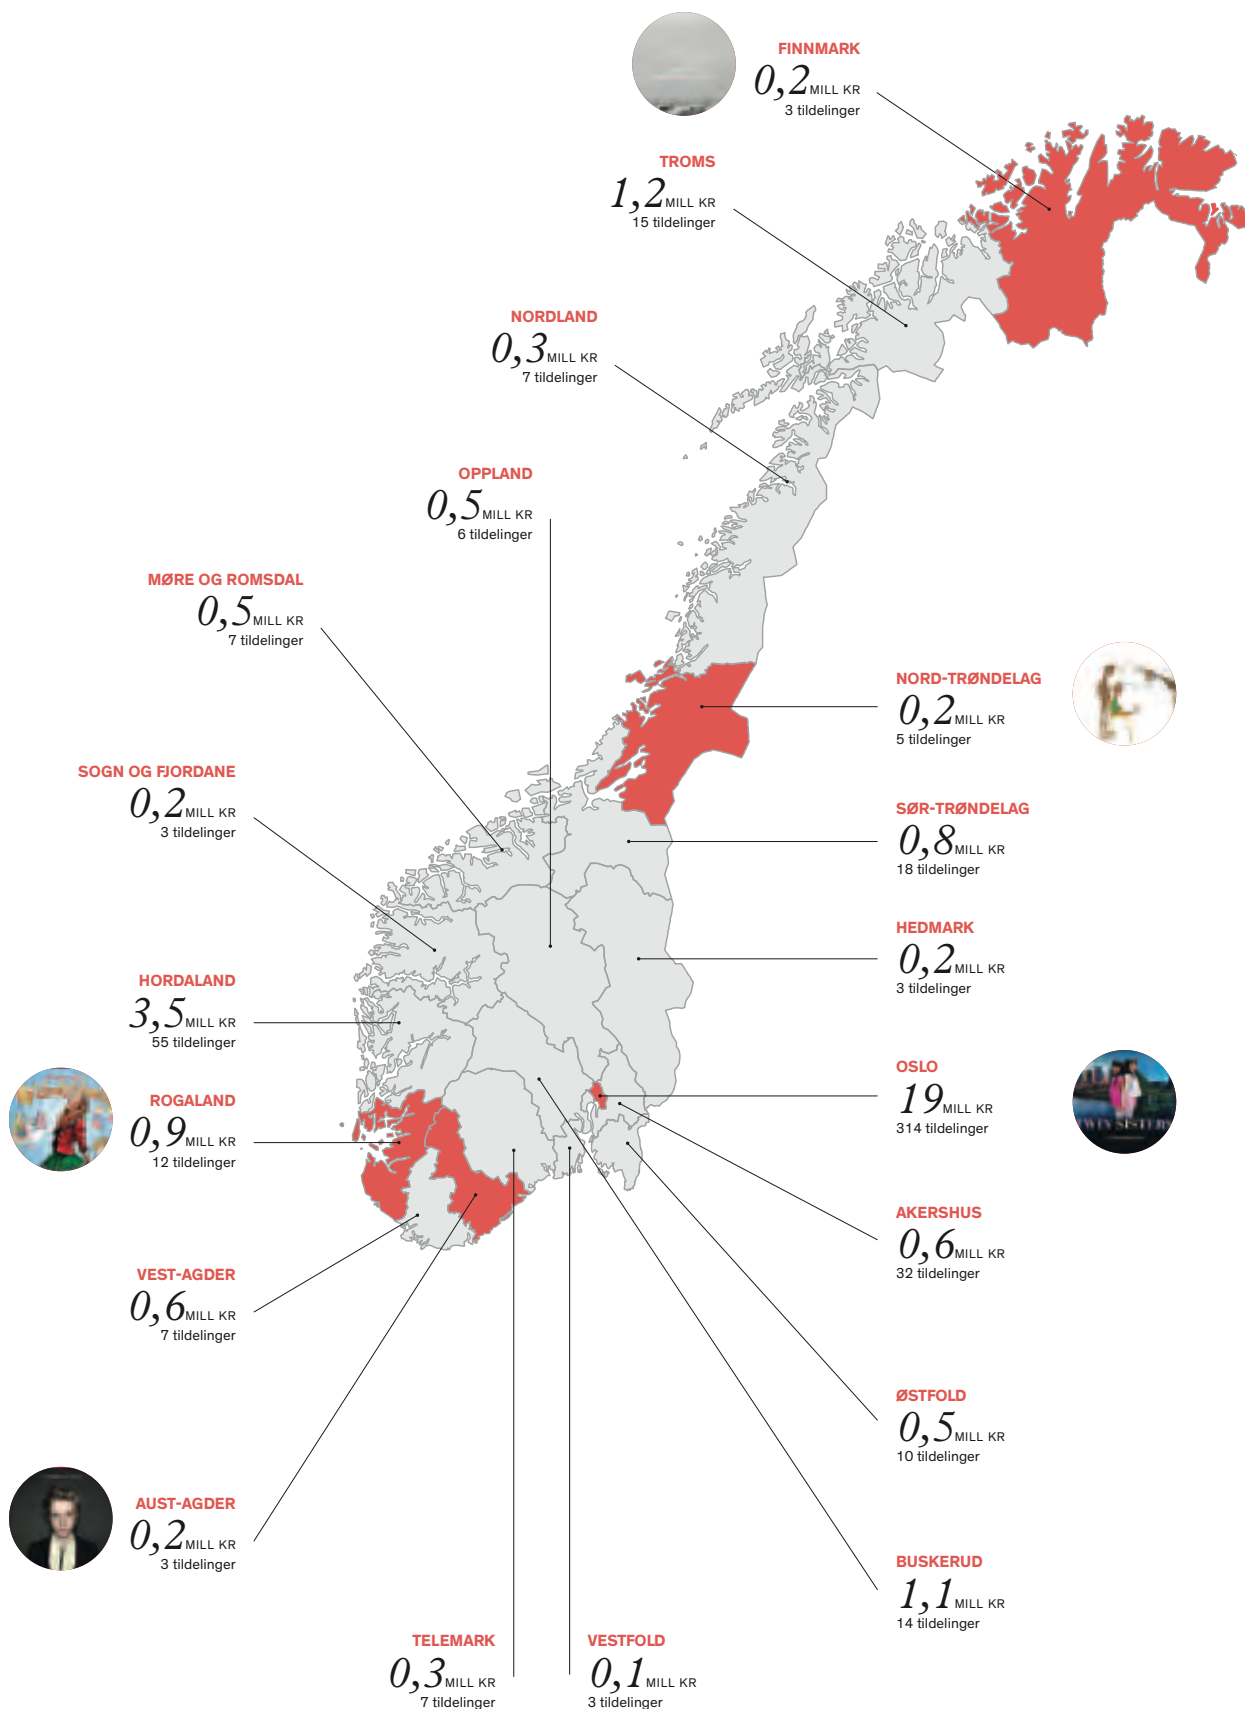 FINNMARK
0,2 MILL KR
3 tildelinger
TROMS
1,2 MILL KR
15 tildelinger
NORDLAND
0,3 MILL KR
7 tildelinger
OPPLAND
0,5 MILL KR
6 tildelinger
MØRE OG ROMSDAL
0,5 MILL KR
7 tildelinger
NORD-TRØNDELAG
0,2 MILL KR
5 tildelinger
SOGN OG FJORDANE
0,2 MILL KR
3 tildelinger
SØR-TRØNDELAG
0,8 MILL KR
18 tildelinger
HEDMARK
0,2 MILL KR
3 tildelinger
HORDALAND
3,5 MILL KR
55 tildelinger
OSLO
19 MILL KR
314 tildelinger
TWIN SISTERS
ROGALAND
0,9 MILL KR
12 tildelinger
AKERSHUS
0,6 MILL KR
32 tildelinger
VEST-AGDER
0,6 MILL KR
7 tildelinger
ØSTFOLD
0,5 MILL KR
10 tildelinger
AUST-AGDER
0,2 MILL KR
3 tildelinger
BUSKERUD
1,1 MILL KR
14 tildelinger
TELEMARK
0,3 MILL KR
7 tildelinger
VESTFOLD
0,1 MILL KR
3 tildelinger